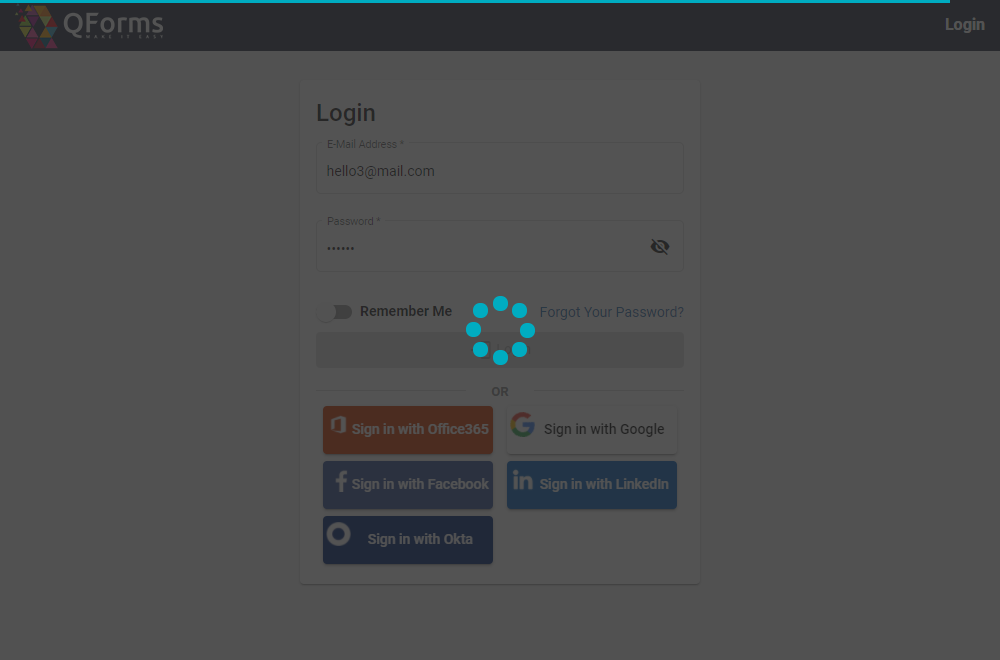 QForms
MAKE IT EASY
Login
Login
E-Mail Address *
hello3@mail.com
Password *
••••••
Remember Me
Forgot Your Password?
OR
Sign in with Office365
Sign in with Google
Sign in with Facebook
Sign in with LinkedIn
Sign in with Okta